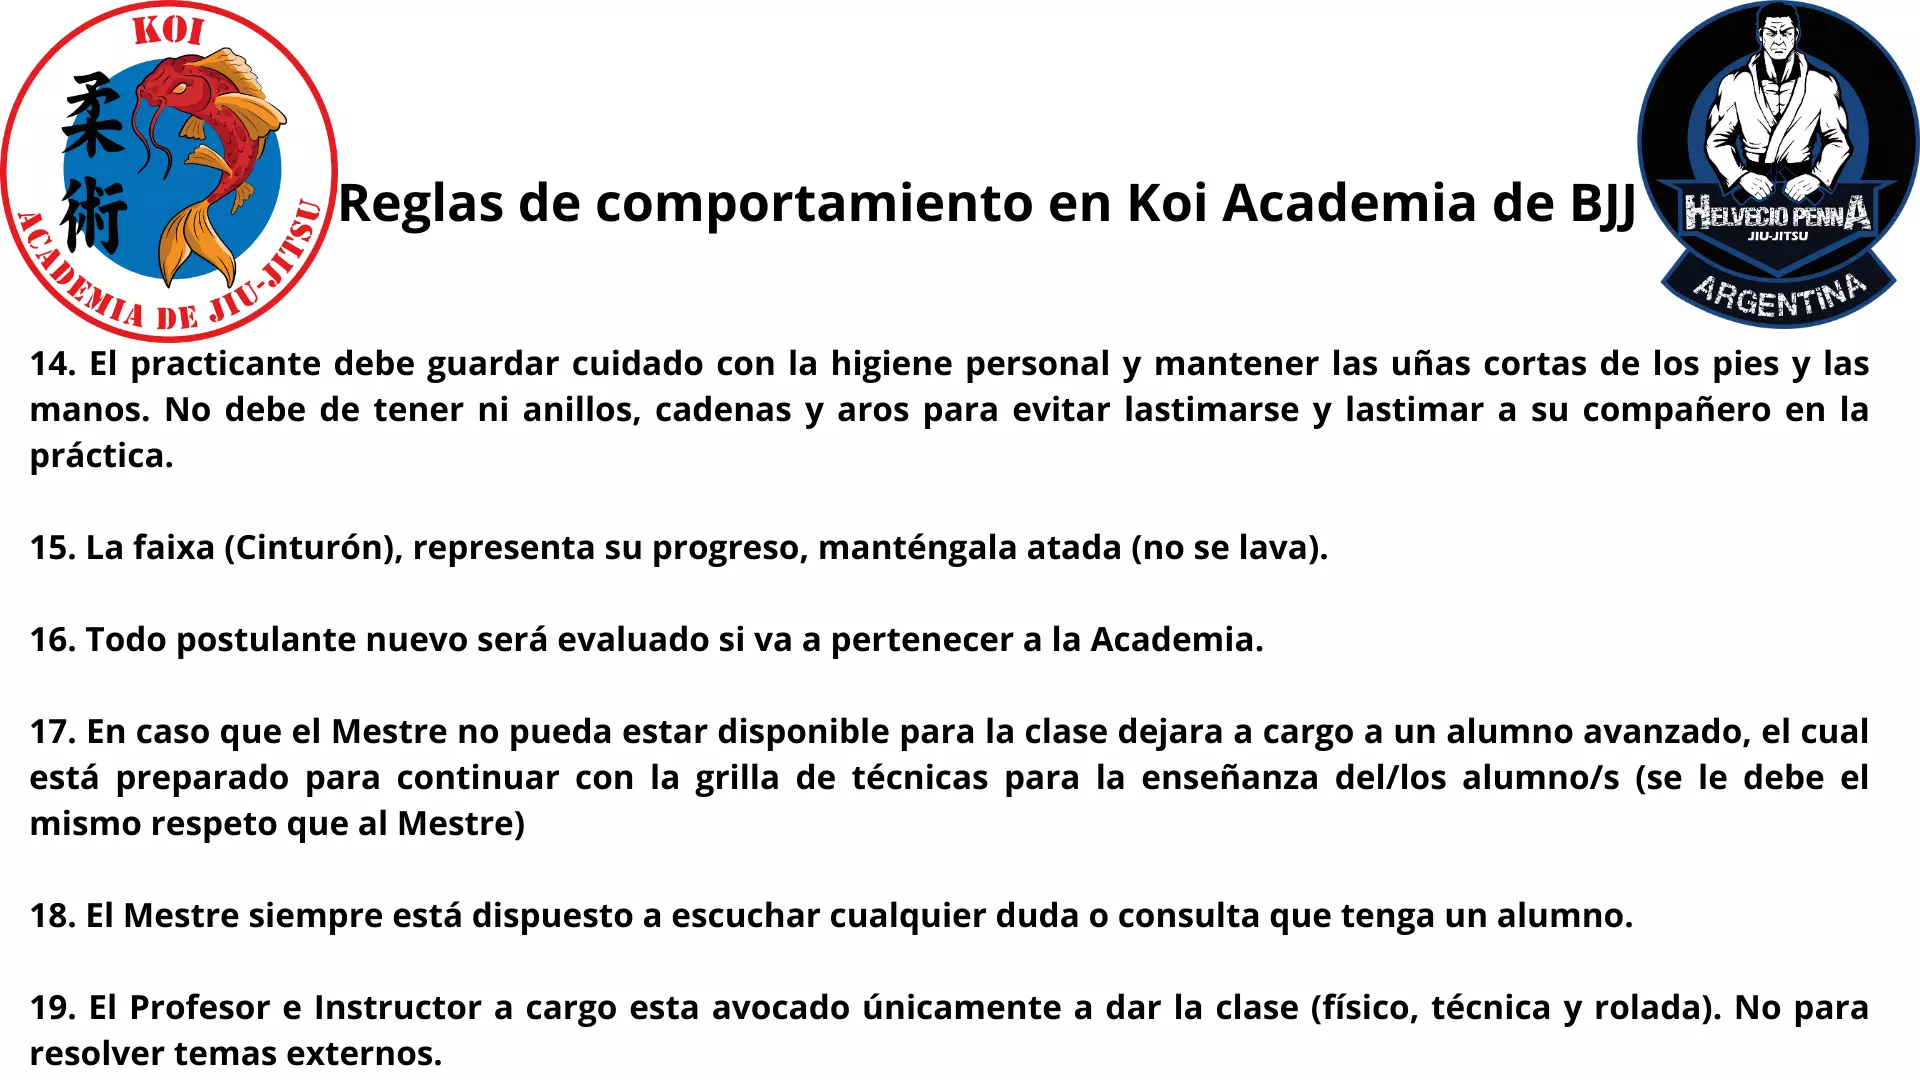 KOI
柔術
ACADEMIA DE JIU-JITSU
HELVECIO PENNA
JIU-JITSU
ARGENTINA
Reglas de comportamiento en Koi Academia de BJJ
14. El practicante debe guardar cuidado con la higiene personal y mantener las uñas cortas de los pies y las
manos. No debe de tener ni anillos, cadenas y aros para evitar lastimarse y lastimar a su compañero en la
práctica.
15. La faixa (Cinturón), representa su progreso, manténgala atada (no se lava).
16. Todo postulante nuevo será evaluado si va a pertenecer a la Academia.
17. En caso que el Mestre no pueda estar disponible para la clase dejara a cargo a un alumno avanzado, el cual
está preparado para continuar con la grilla de técnicas para la enseñanza del/los alumno/s (se le debe el
mismo respeto que al Mestre)
18. El Mestre siempre está dispuesto a escuchar cualquier duda o consulta que tenga un alumno.
19. El Profesor e Instructor a cargo esta avocado únicamente a dar la clase (físico, técnica y rolada). No para
resolver temas externos.